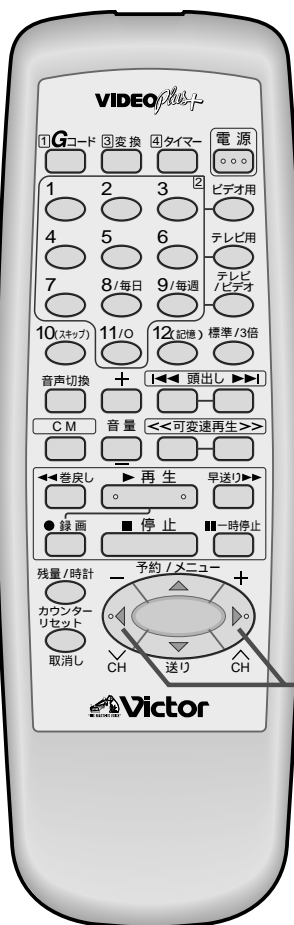 VIDEO Plus+
1 Gコード 3 変換 4 タイマー 電源
1 2 3 2 ビデオ用
4 5 6 テレビ用
7 8/毎日 9/毎週 テレビ/ビデオ
10(スキップ) 11/0 12(記憶) 標準/3倍
音声切換 + |◀◀ 頭出し ▶▶|
CM 音量 − <<可変速再生>>
◀◀巻戻し ▶ 再生 早送り▶▶
● 録画 ■ 停止 ▮▮一時停止
残量/時計 − 予約/メニュー +
カウンターリセット
取消し CH 送り CH
Victor